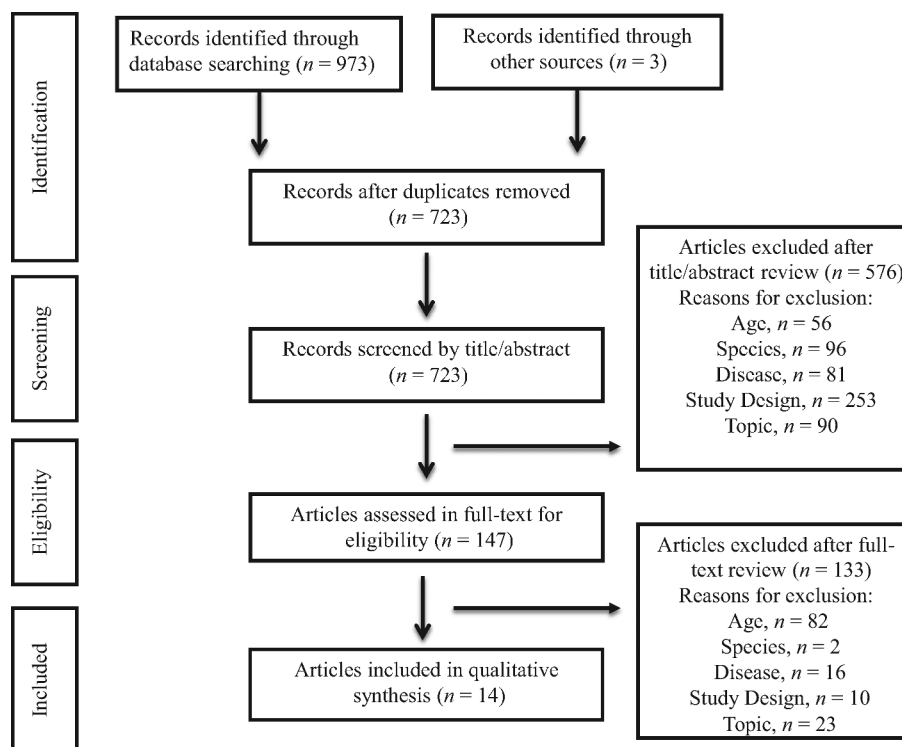 Identification
Records identified through
database searching (n = 973)
Records identified through
other sources (n = 3)
Records after duplicates removed
(n = 723)
Screening
Records screened by title/abstract
(n = 723)
Articles excluded after
title/abstract review (n = 576)
Reasons for exclusion:
Age, n = 56
Species, n = 96
Disease, n = 81
Study Design, n = 253
Topic, n = 90
Eligibility
Articles assessed in full-text for
eligibility (n = 147)
Articles excluded after full-
text review (n = 133)
Reasons for exclusion:
Age, n = 82
Species, n = 2
Disease, n = 16
Study Design, n = 10
Topic, n = 23
Included
Articles included in qualitative
synthesis (n = 14)